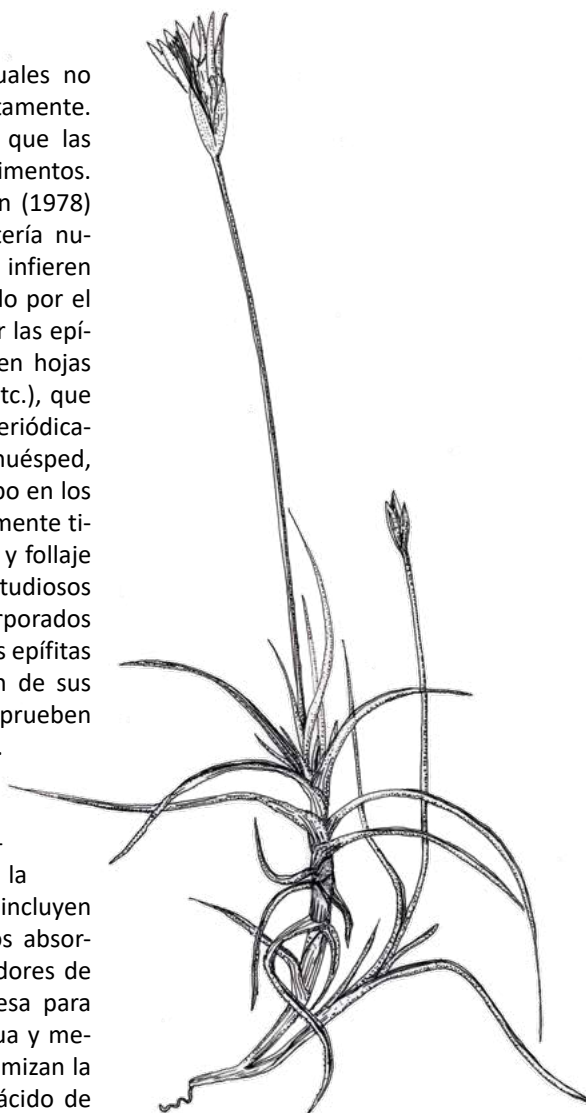 uales no
tamente.
que las
imentos.
n (1978)
tería nu-
infieren
lo por el
r las epí-
en hojas
tc.), que
eriódica-
huésped,
oo en los
mente ti-
y follaje
tudiosos
rporados
s epífitas
n de sus
prueben
.
-
la
incluyen
os absor-
dores de
esa para
ua y me-
mizan la
ácido de